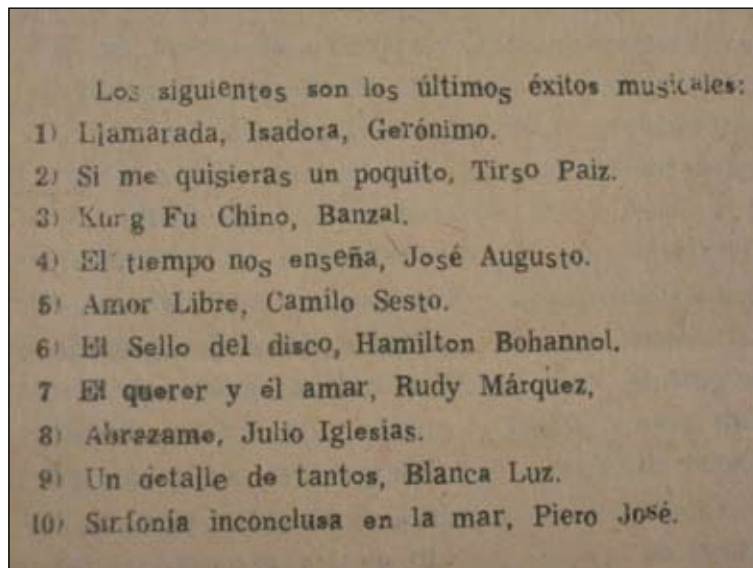 Los siguientes son los últimos éxitos musicales:
1) Llamarada, Isadora, Gerónimo.
2) Si me quisieras un poquito, Tirso Paiz.
3) Kung Fu Chino, Banzal.
4) El tiempo nos enseña, José Augusto.
5) Amor Libre, Camilo Sesto.
6) El Sello del disco, Hamilton Bohannol.
7 El querer y él amar, Rudy Márquez,
8) Abrazame, Julio Iglesias.
9) Un detalle de tantos, Blanca Luz.
10) Sinfonía inconclusa en la mar, Piero José.